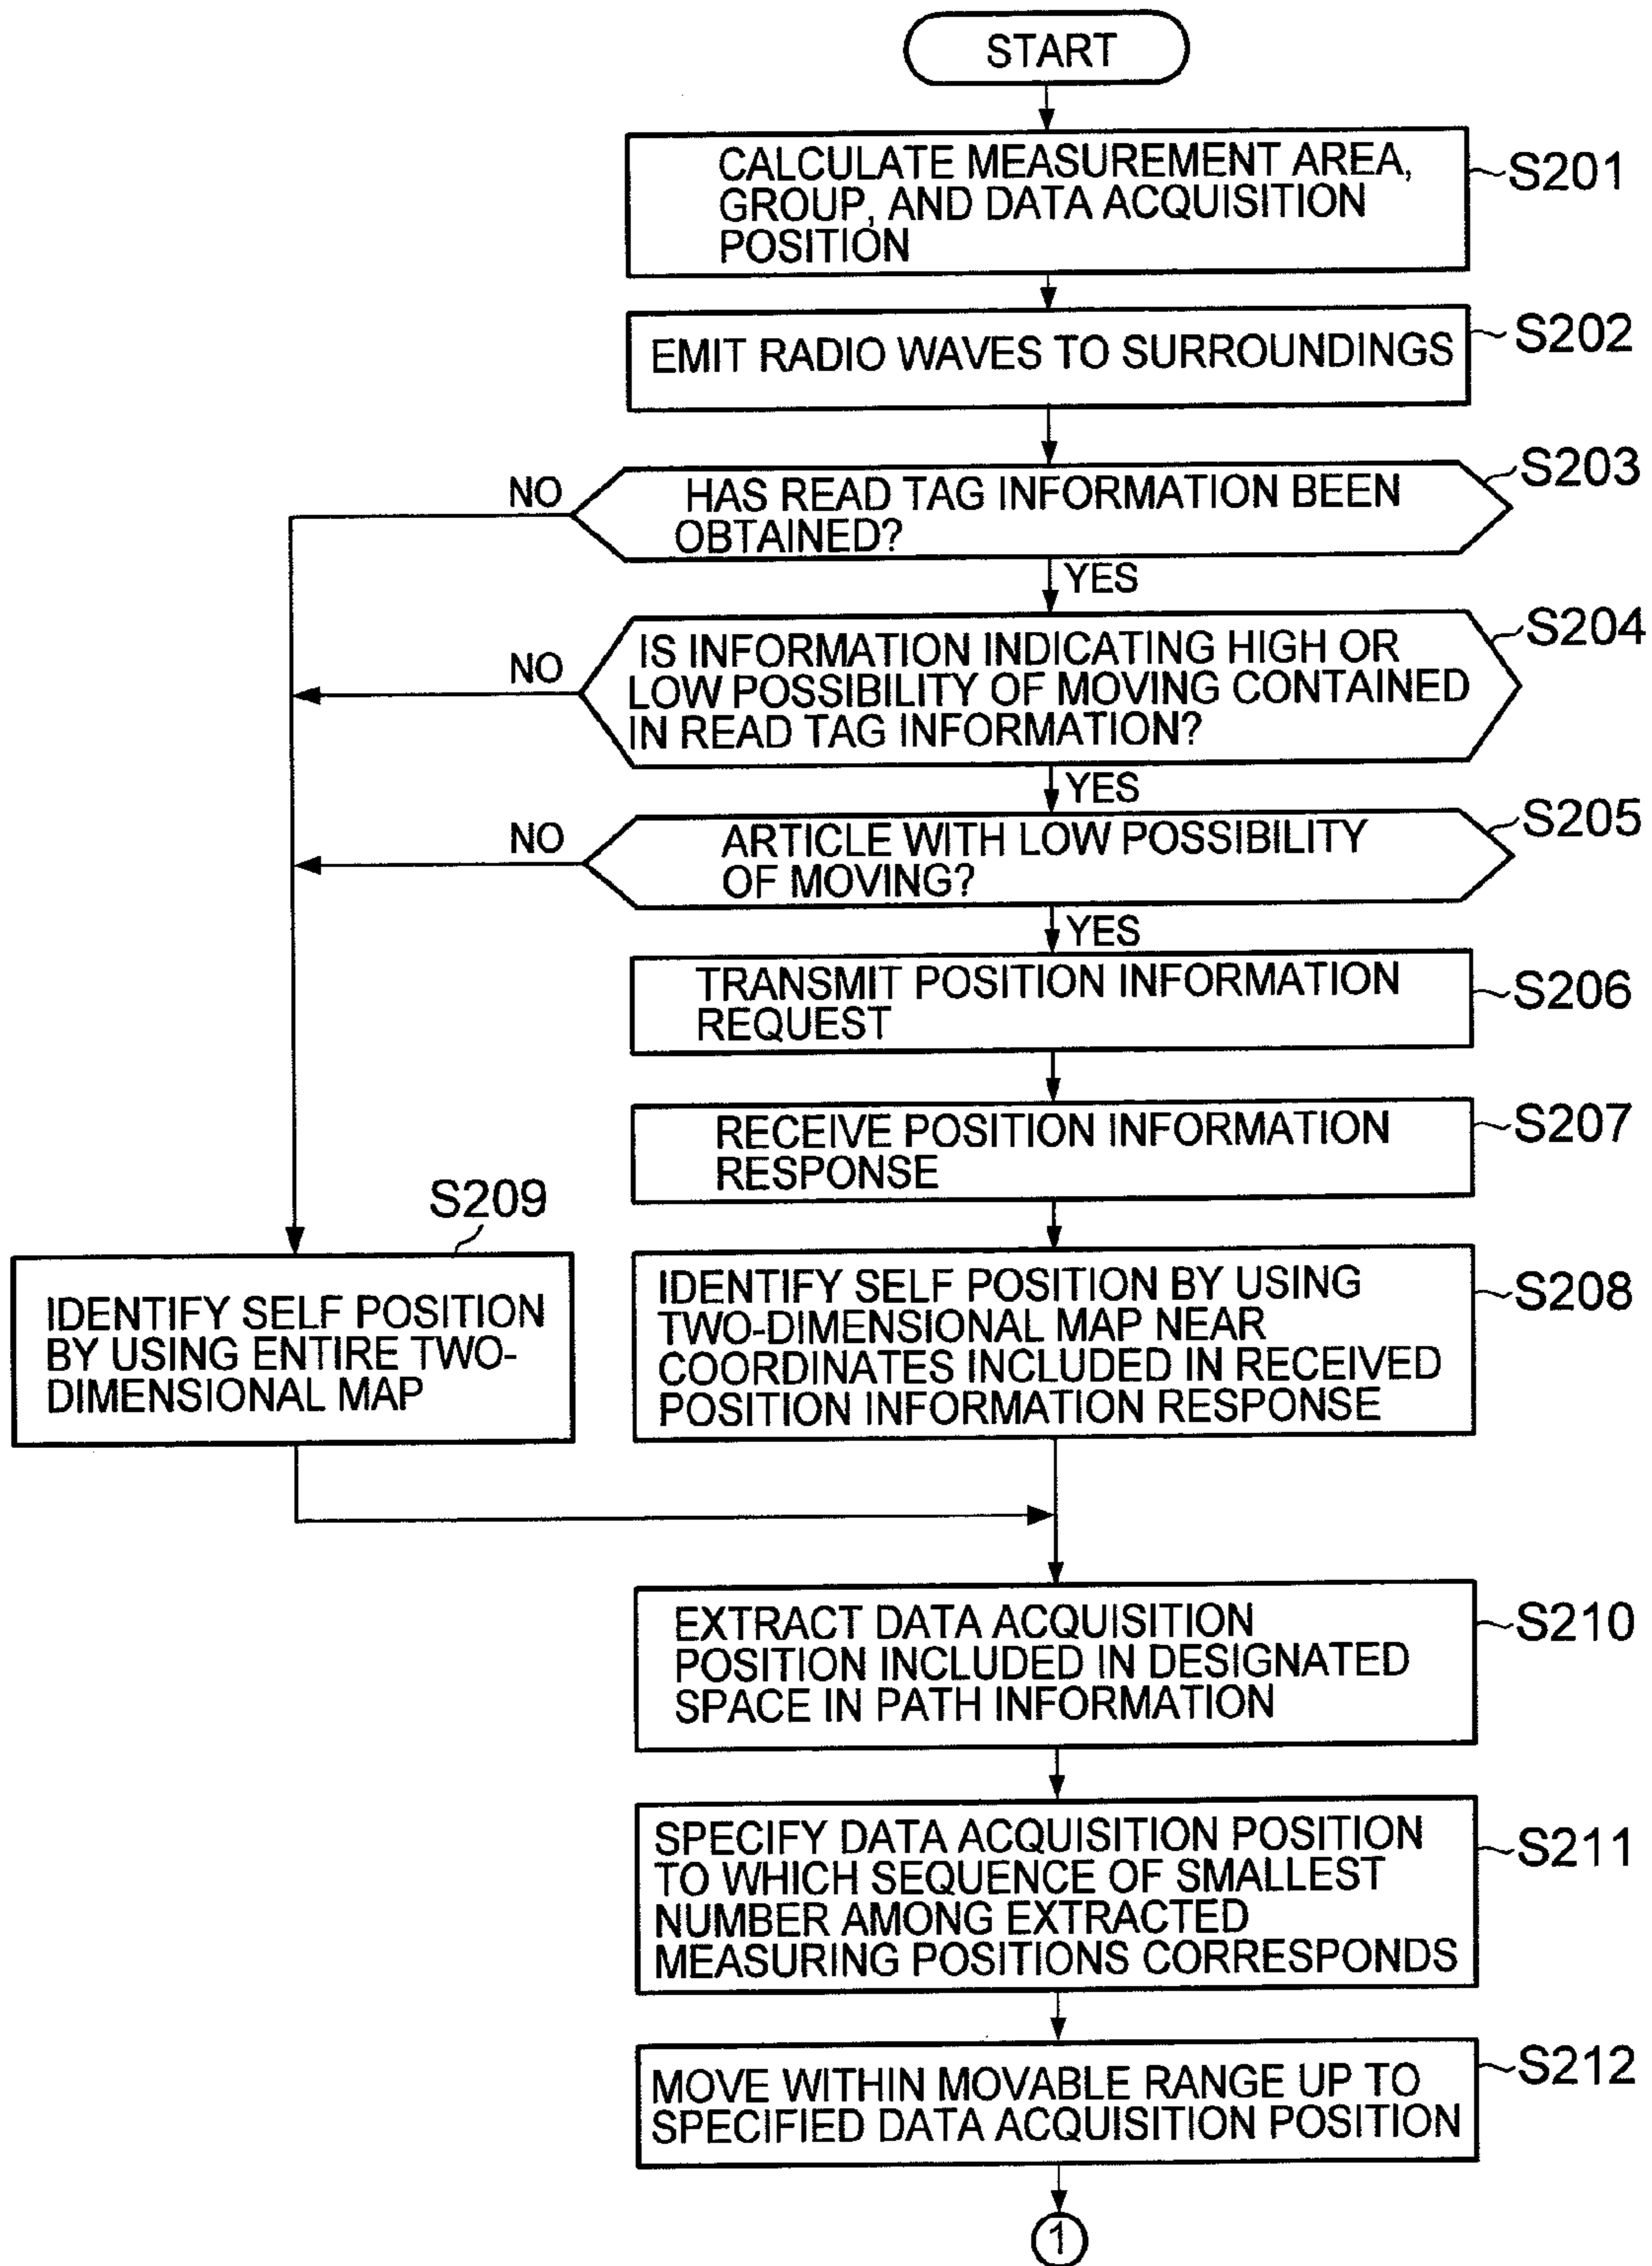 START
CALCULATE MEASUREMENT AREA,
GROUP, AND DATA ACQUISITION
POSITION
S201
EMIT RADIO WAVES TO SURROUNDINGS
S202
HAS READ TAG INFORMATION BEEN
OBTAINED?
S203
NO
YES
IS INFORMATION INDICATING HIGH OR
LOW POSSIBILITY OF MOVING CONTAINED
IN READ TAG INFORMATION?
S204
NO
YES
ARTICLE WITH LOW POSSIBILITY
OF MOVING?
S205
NO
YES
TRANSMIT POSITION INFORMATION
REQUEST
S206
RECEIVE POSITION INFORMATION
RESPONSE
S207
IDENTIFY SELF POSITION BY USING
TWO-DIMENSIONAL MAP NEAR
COORDINATES INCLUDED IN RECEIVED
POSITION INFORMATION RESPONSE
S208
S209
IDENTIFY SELF POSITION
BY USING ENTIRE TWO-
DIMENSIONAL MAP
EXTRACT DATA ACQUISITION
POSITION INCLUDED IN DESIGNATED
SPACE IN PATH INFORMATION
S210
SPECIFY DATA ACQUISITION POSITION
TO WHICH SEQUENCE OF SMALLEST
NUMBER AMONG EXTRACTED
MEASURING POSITIONS CORRESPONDS
S211
MOVE WITHIN MOVABLE RANGE UP TO
SPECIFIED DATA ACQUISITION POSITION
S212
1